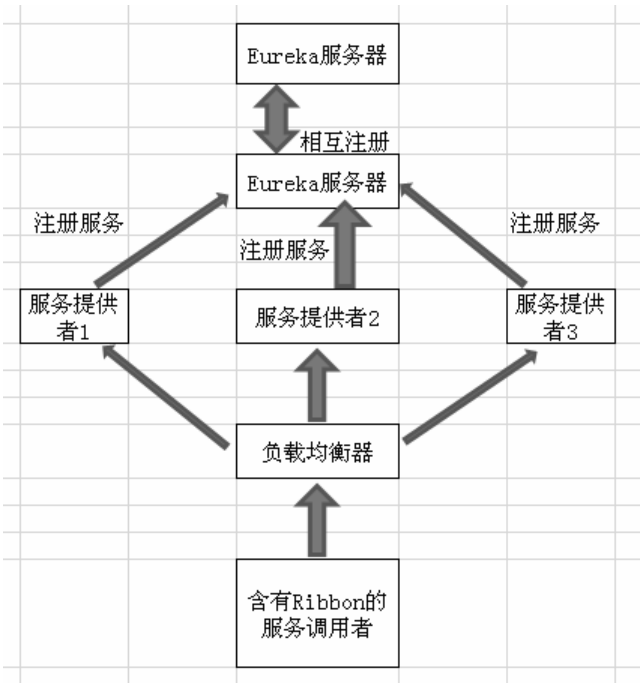 Eureka服务器
相互注册
Eureka服务器
注册服务
注册服务
注册服务
服务提供
者1
服务提供者2
服务提供
者3
负载均衡器
含有Ribbon的
服务调用者